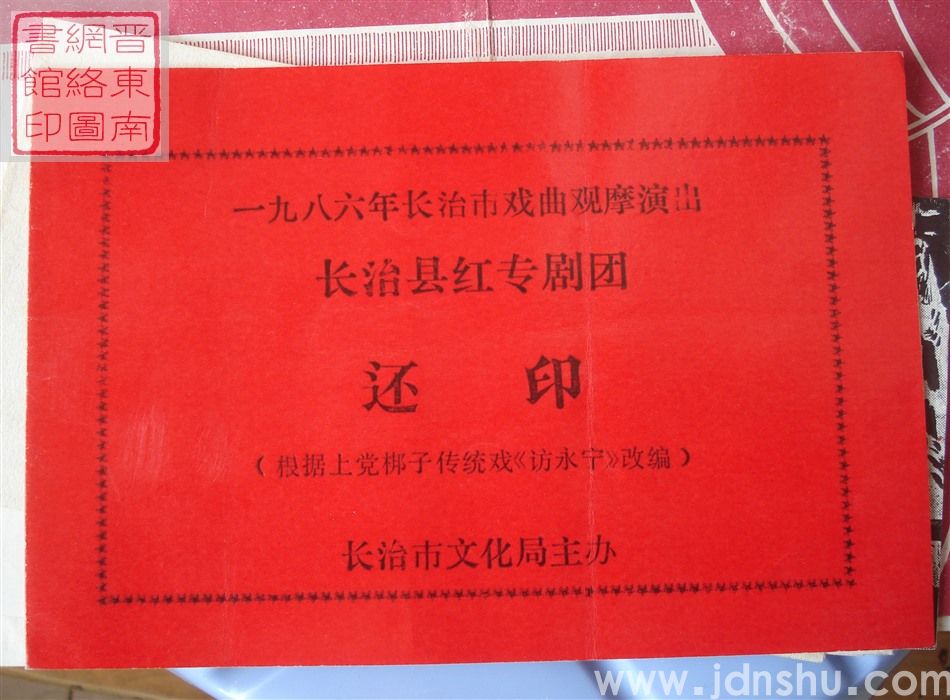 晋東南
網絡圖
書館印
一九八六年长治市戏曲观摩演出
长治县红专剧团
还 印
（根据上党梆子传统戏《访永宁》改编）
长治市文化局主办
www.jdnshu.com